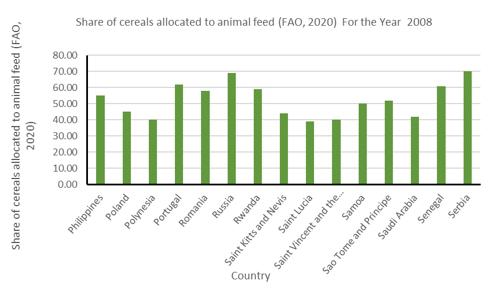 Share of cereals allocated to animal feed (FAO, 2020)  For the Year  2008
Share of cereals allocated to animal feed (FAO,
2020)
80.00
70.00
60.00
50.00
40.00
30.00
20.00
10.00
0.00
Philippines
Poland
Polynesia
Portugal
Romania
Russia
Rwanda
Saint Kitts and Nevis
Saint Lucia
Saint Vincent and the...
Samoa
Sao Tome and Principe
Saudi Arabia
Senegal
Serbia
Country